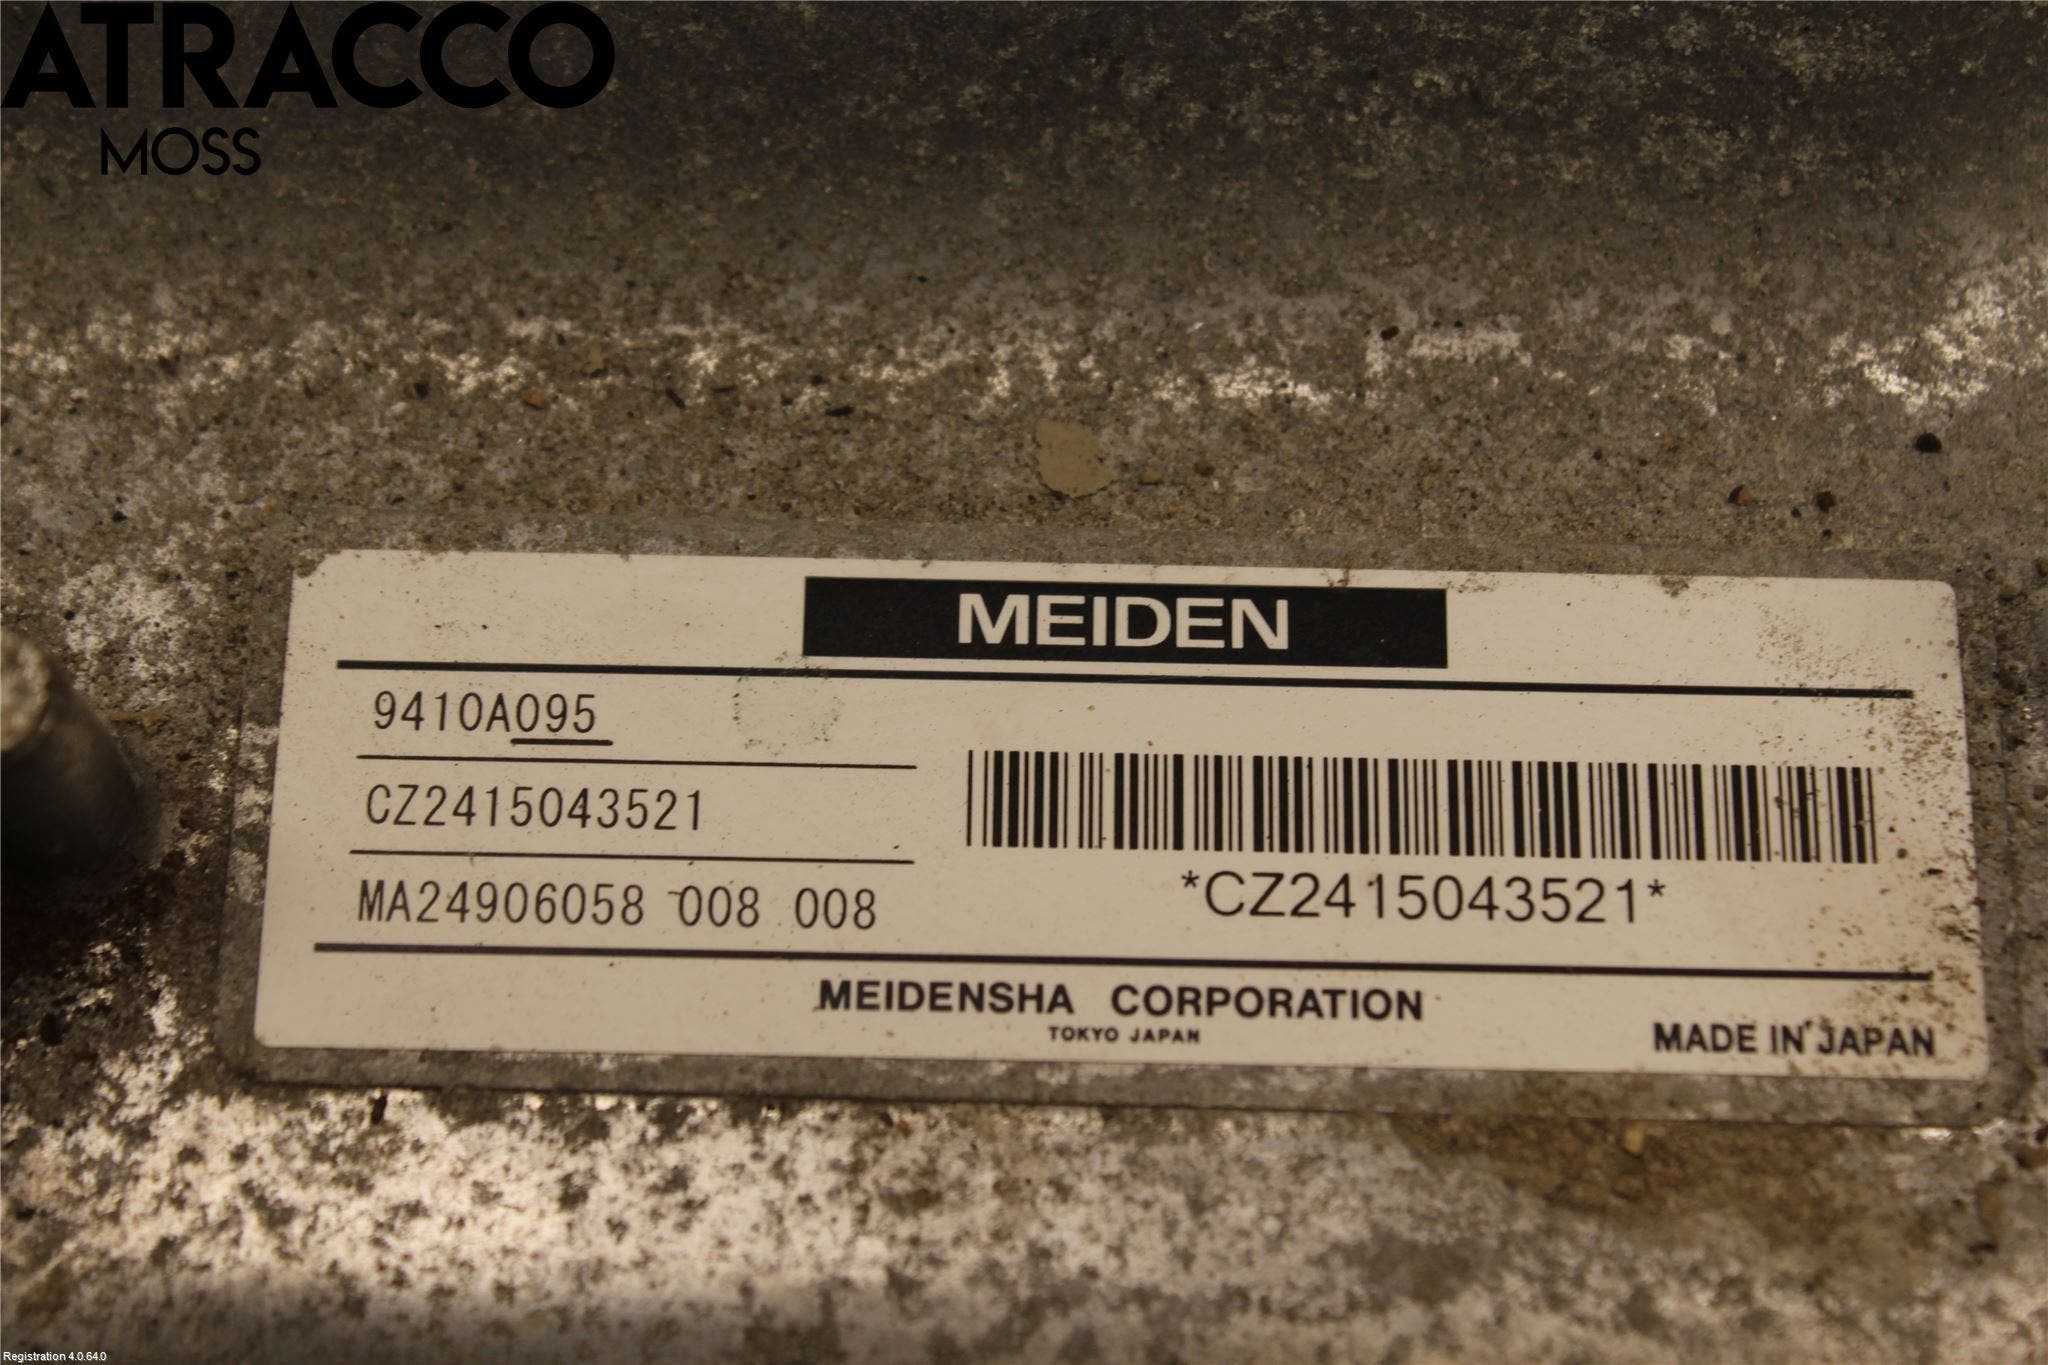 ATRACCO
MOSS
MEIDEN
9410A095
CZ2415043521
MA24906058 008 008
*CZ2415043521*
MEIDENSHA CORPORATION
TOKYO JAPAN
MADE IN JAPAN
Registration 4.0.64.0